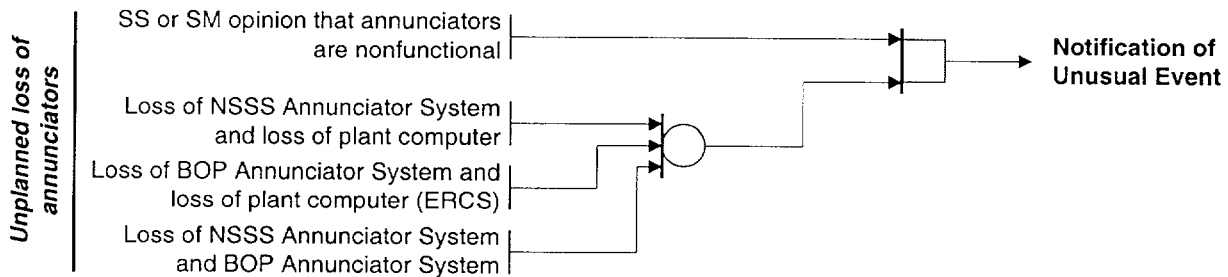 Unplanned loss of
annunciators
SS or SM opinion that annunciators
are nonfunctional
Loss of NSSS Annunciator System
and loss of plant computer
Loss of BOP Annunciator System and
loss of plant computer (ERCS)
Loss of NSSS Annunciator System
and BOP Annunciator System
Notification of
Unusual Event